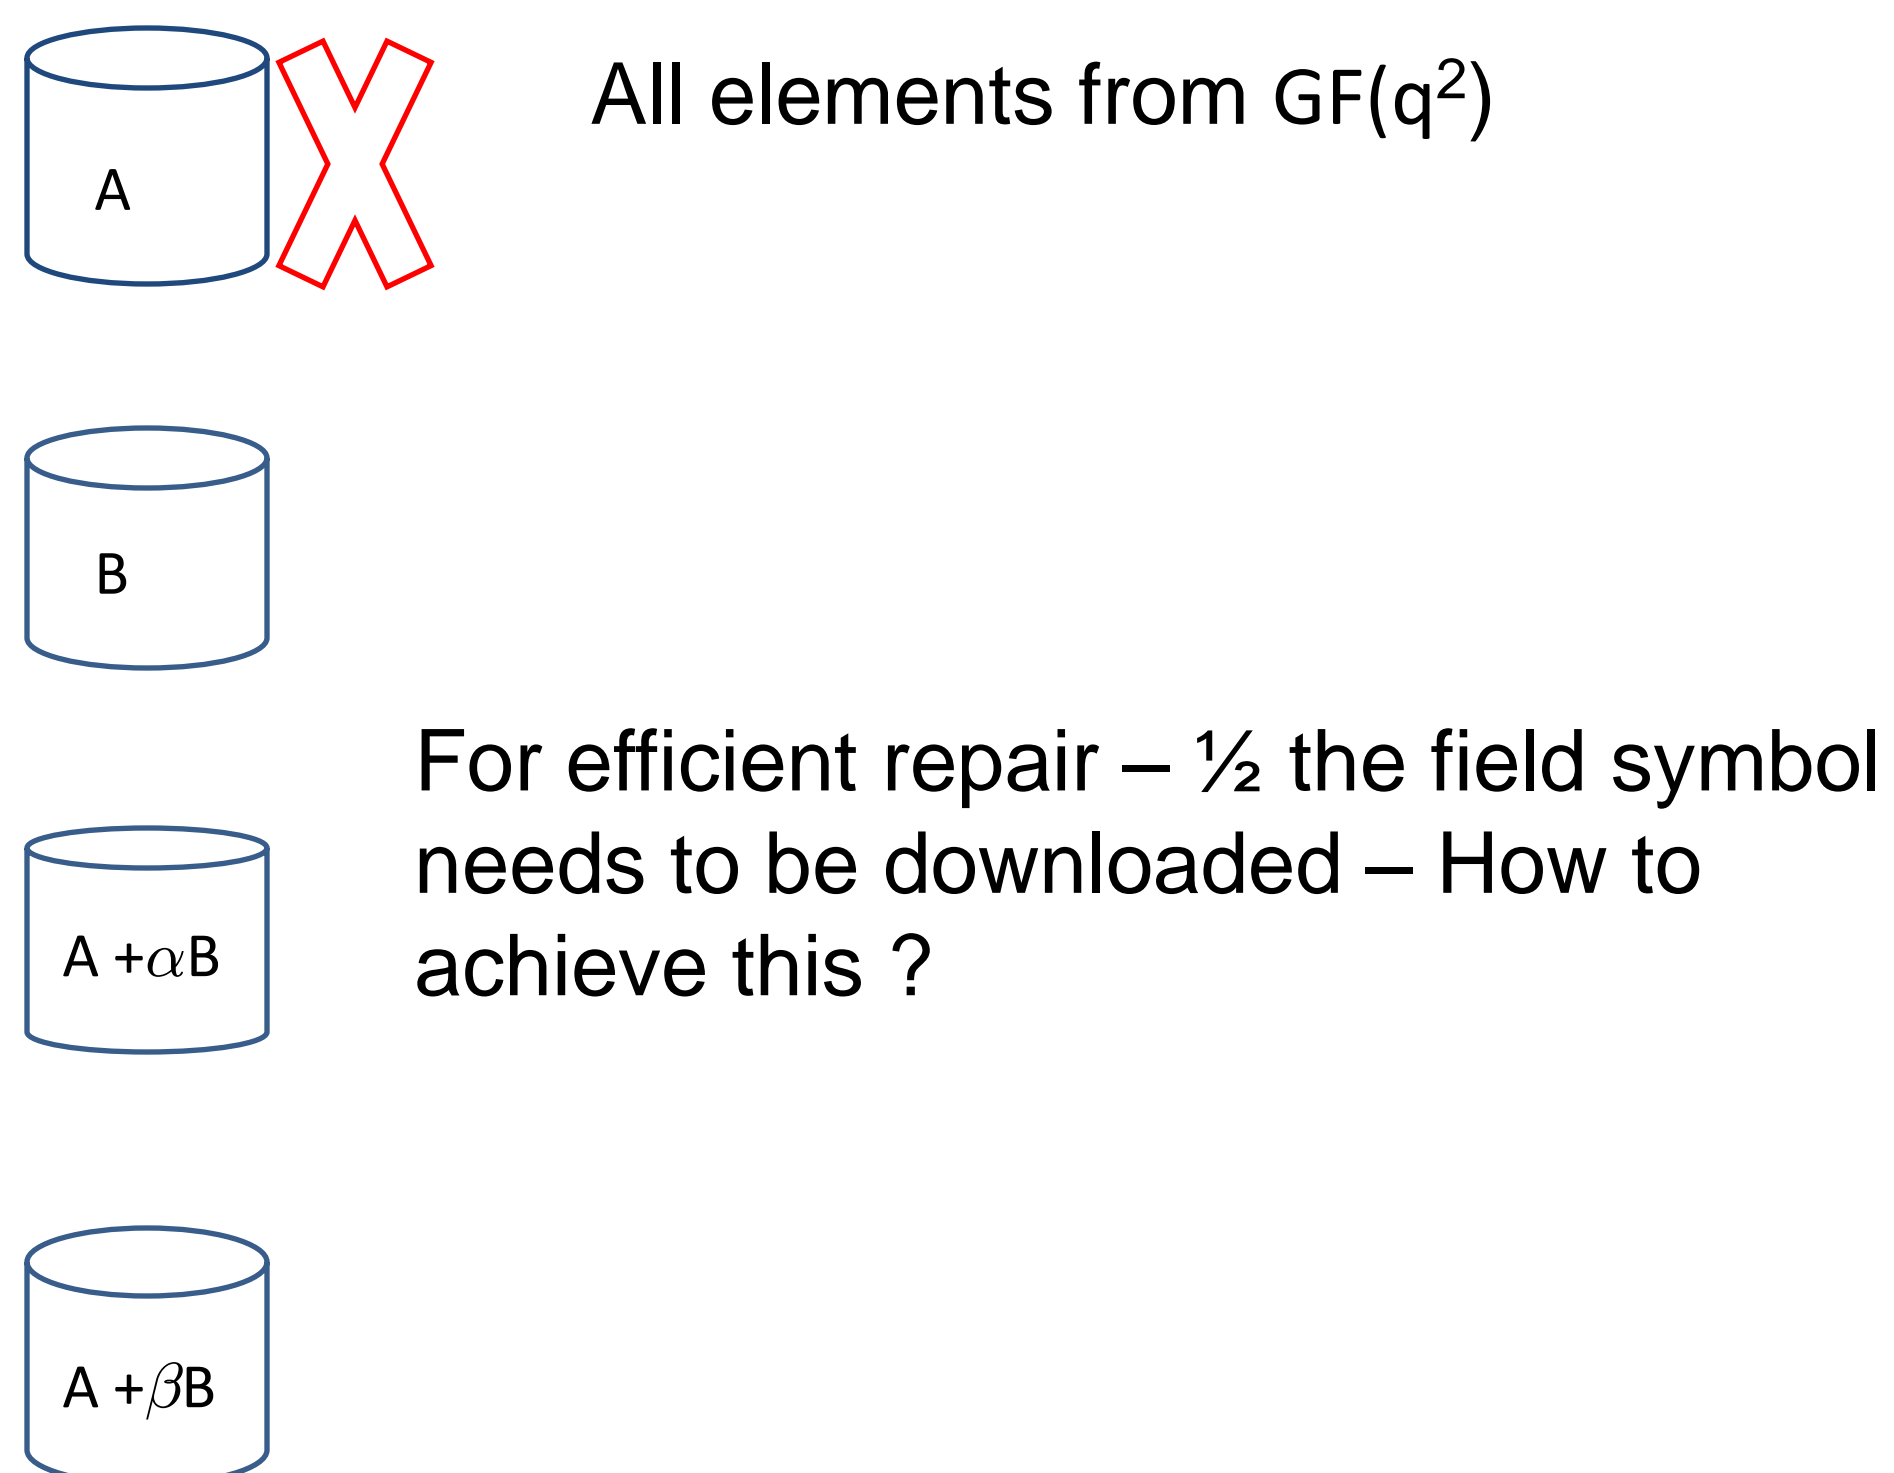 All elements from GF(q²)
A
B
For efficient repair – ½ the field symbol
needs to be downloaded – How to
achieve this ?
A +αB
A +βB